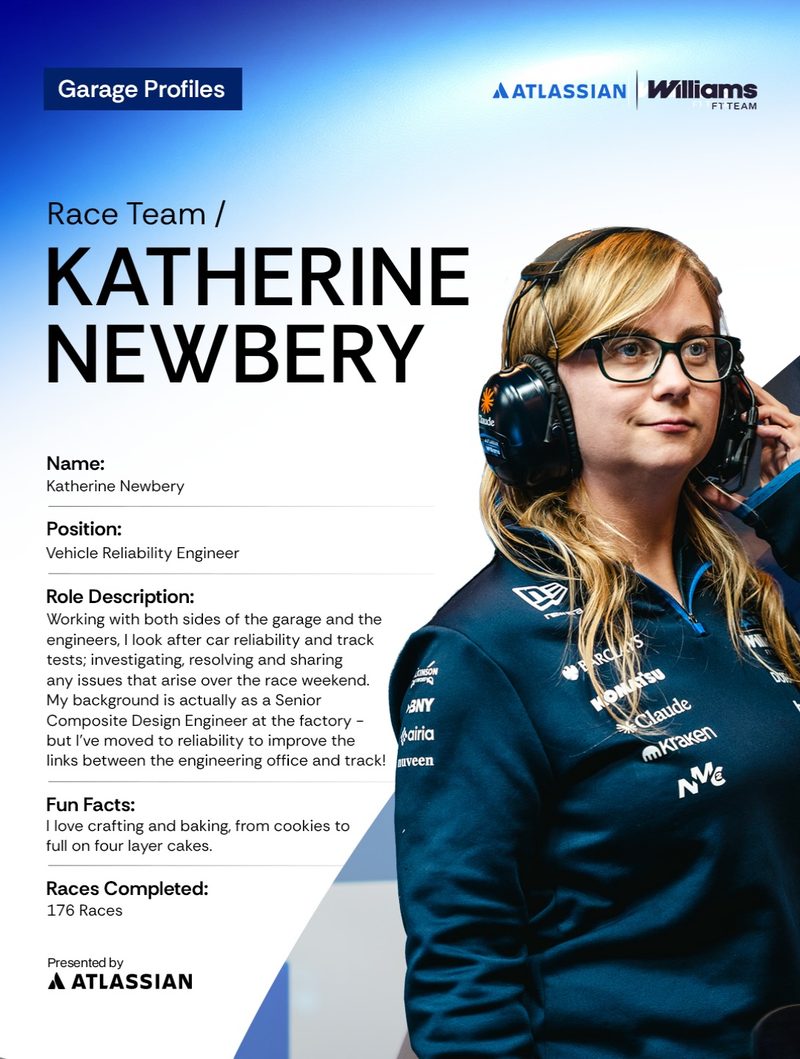 Garage Profiles
ATLASSIAN
Williams
F1 TEAM
Race Team /
KATHERINE
NEWBERY
Name:
Katherine Newbery
Position:
Vehicle Reliability Engineer
Role Description:
Working with both sides of the garage and the
engineers, I look after car reliability and track
tests; investigating, resolving and sharing
any issues that arise over the race weekend.
My background is actually as a Senior
Composite Design Engineer at the factory –
but I've moved to reliability to improve the
links between the engineering office and track!
Fun Facts:
I love crafting and baking, from cookies to
full on four layer cakes.
Races Completed:
176 Races
Presented by
ATLASSIAN
Claude
BARCLAYS
KOMATSU
Claude
Kraken
BNY
airia
nuveen